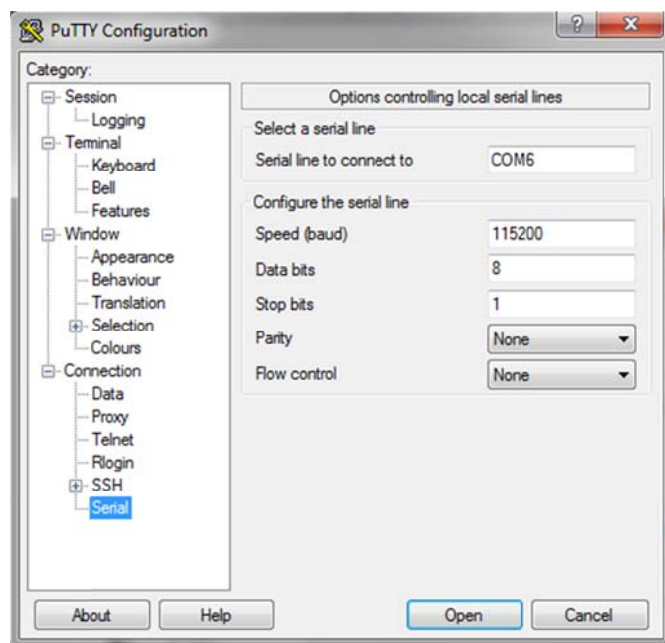 PuTTY Configuration
Category:
Session
Logging
Terminal
Keyboard
Bell
Features
Window
Appearance
Behaviour
Translation
Selection
Colours
Connection
Data
Proxy
Telnet
Rlogin
SSH
Serial
Options controlling local serial lines
Select a serial line
Serial line to connect to COM6
Configure the serial line
Speed (baud) 115200
Data bits 8
Stop bits 1
Parity None
Flow control None
About Help Open Cancel